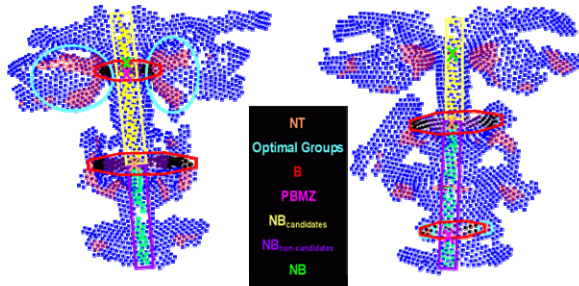 NT
Optimal Groups
B
PBMZ
NBcandidates
NBnon-candidates
NB